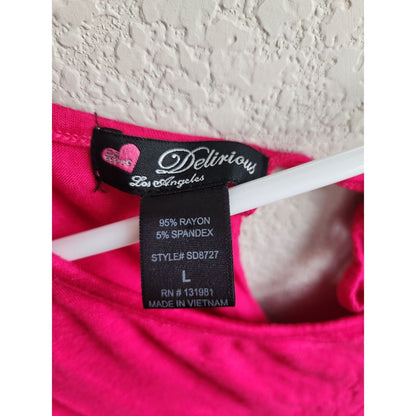 Delirious
Los Angeles
95% RAYON
5% SPANDEX
STYLE# SD8727
L
RN # 131981
MADE IN VIETNAM